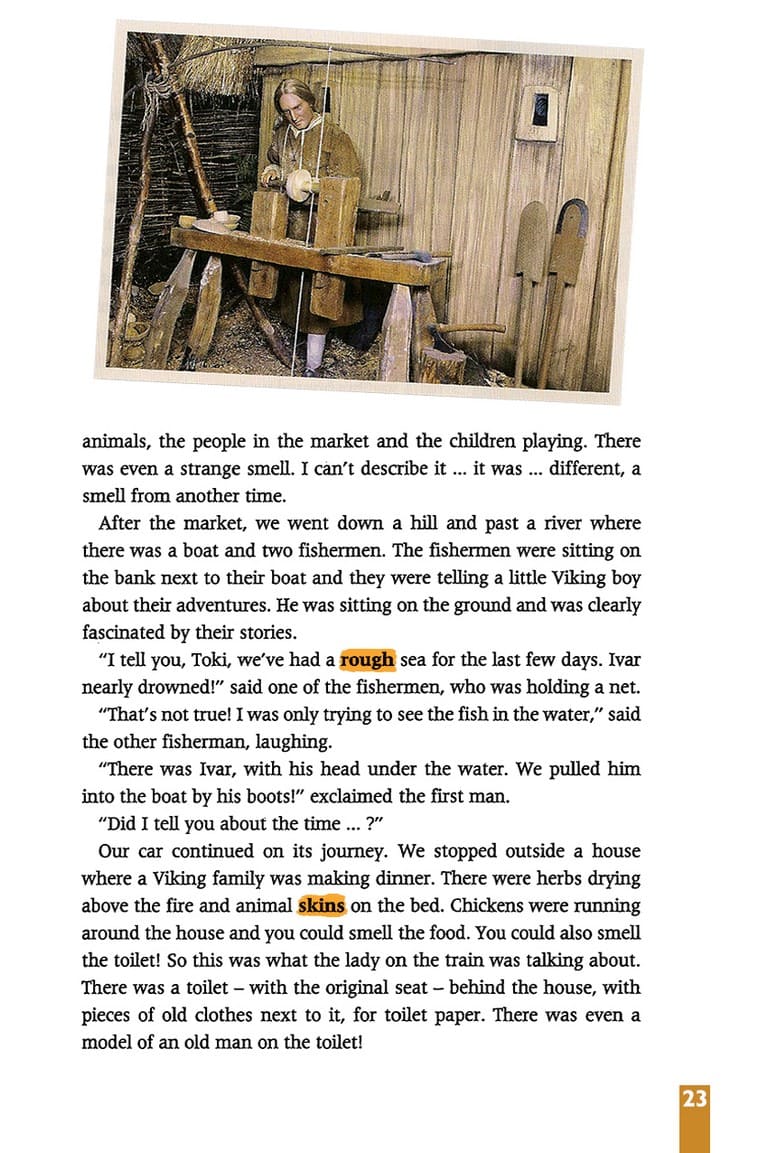 animals, the people in the market and the children playing. There
was even a strange smell. I can't describe it ... it was ... different, a
smell from another time.
After the market, we went down a hill and past a river where
there was a boat and two fishermen. The fishermen were sitting on
the bank next to their boat and they were telling a little Viking boy
about their adventures. He was sitting on the ground and was clearly
fascinated by their stories.
"I tell you, Toki, we've had a rough sea for the last few days. Ivar
nearly drowned!" said one of the fishermen, who was holding a net.
"That's not true! I was only trying to see the fish in the water," said
the other fisherman, laughing.
"There was Ivar, with his head under the water. We pulled him
into the boat by his boots!" exclaimed the first man.
"Did I tell you about the time ... ?"
Our car continued on its journey. We stopped outside a house
where a Viking family was making dinner. There were herbs drying
above the fire and animal skins on the bed. Chickens were running
around the house and you could smell the food. You could also smell
the toilet! So this was what the lady on the train was talking about.
There was a toilet – with the original seat – behind the house, with
pieces of old clothes next to it, for toilet paper. There was even a
model of an old man on the toilet!
23